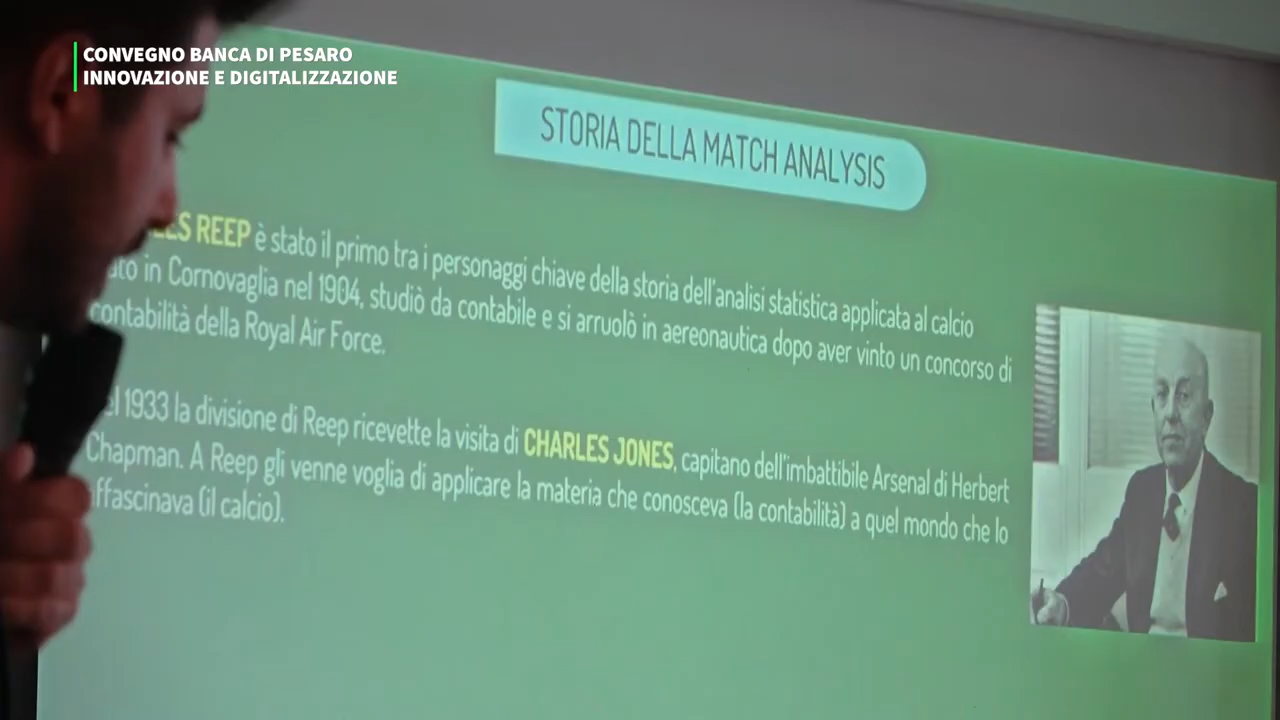 CONVEGNO BANCA DI PESARO
INNOVAZIONE E DIGITALIZZAZIONE
STORIA DELLA MATCH ANALYSIS
REEP è stato il primo tra i personaggi chiave della storia dell'analisi statistica applicata al calcio
in Cornovaglia nel 1904, studiò da contabile e si arruolò in aereonautica dopo aver vinto un concorso di
contabilità della Royal Air Force.
1933 la divisione di Reep ricevette la visita di CHARLES JONES, capitano dell'imbattibile Arsenal di Herbert
Chapman. A Reep gli venne voglia di applicare la materia che conosceva (la contabilità) a quel mondo che lo
affascinava (il calcio).